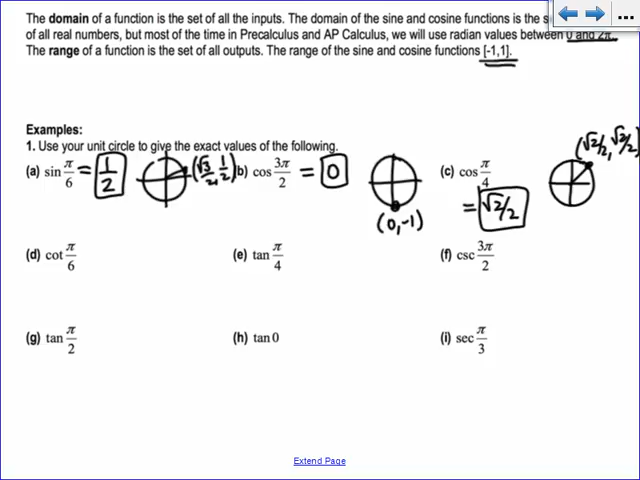 The domain of a function is the set of all the inputs. The domain of the sine and cosine functions is the s
of all real numbers, but most of the time in Precalculus and AP Calculus, we will use radian values between 0 and 2π.
The range of a function is the set of all outputs. The range of the sine and cosine functions [-1,1].
Examples:
1. Use your unit circle to give the exact values of the following.
(a) sin π/6 = 1/2 (√3/2, 1/2) (b) cos 3π/2 = 0 (0,-1) (c) cos π/4 = √2/2 (√2/2, √2/2)
(d) cot π/6 (e) tan π/4 (f) csc 3π/2
(g) tan π/2 (h) tan 0 (i) sec π/3
Extend Page